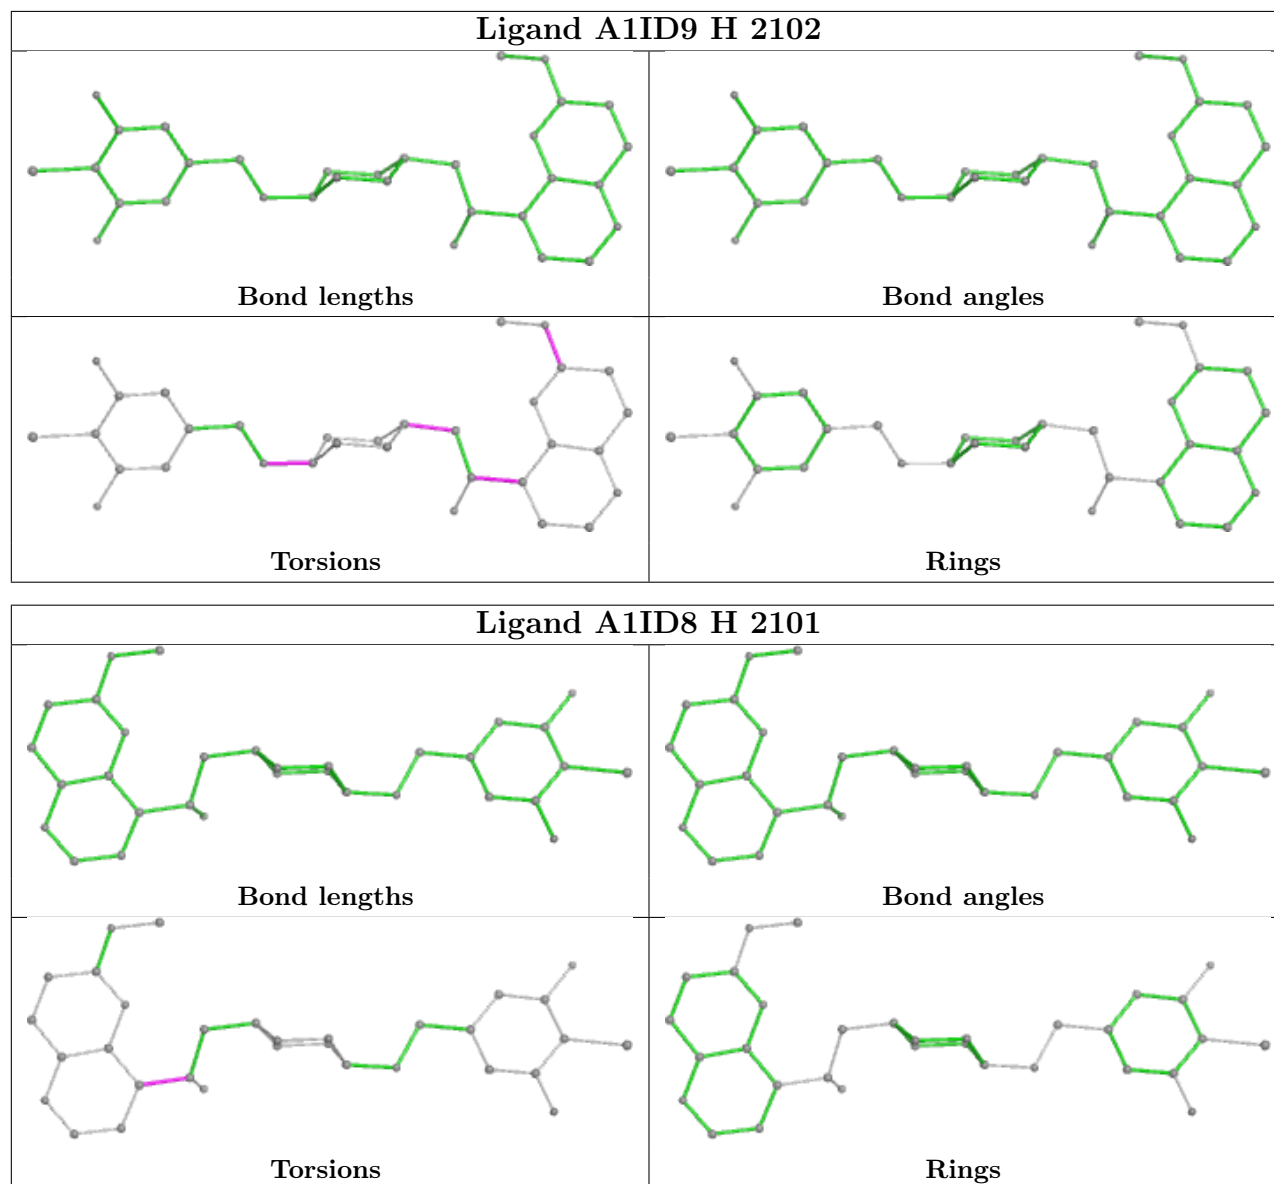 Ligand A1ID9 H 2102
Bond lengths
Bond angles
Torsions
Rings
Ligand A1ID8 H 2101
Bond lengths
Bond angles
Torsions
Rings